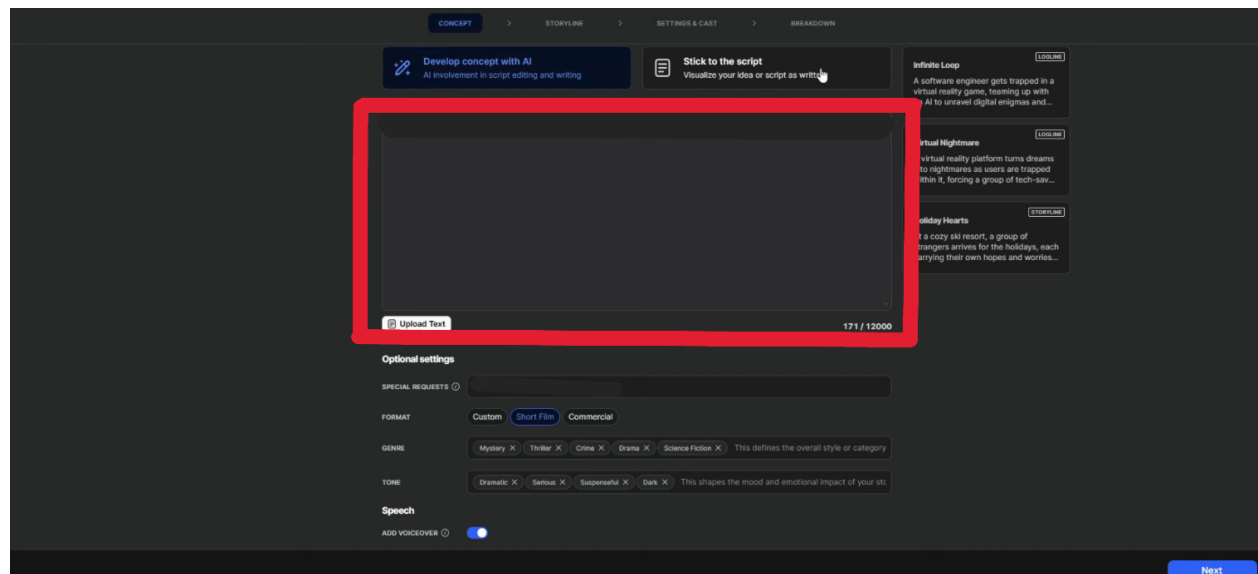 CONCEPT > STORYLINE > SETTINGS & CAST > BREAKDOWN
Develop concept with AI
AI involvement in script editing and writing
Stick to the script
Visualize your idea or script as written
LOGLINE
Infinite Loop
A software engineer gets trapped in a
virtual reality game, teaming up with
AI to unravel digital enigmas and...
LOGLINE
rtual Nightmare
virtual reality platform turns dreams
to nightmares as users are trapped
thin it, forcing a group of tech-sav...
STORYLINE
oliday Hearts
t a cozy ski resort, a group of
trangers arrives for the holidays, each
arrying their own hopes and worries...
Upload Text
171 / 12000
Optional settings
SPECIAL REQUESTS
FORMAT Custom Short Film Commercial
GENRE Mystery X Thriller X Crime X Drama X Science Fiction X This defines the overall style or category
TONE Dramatic X Serious X Suspenseful X Dark X This shapes the mood and emotional impact of your stc
Speech
ADD VOICEOVER
Next